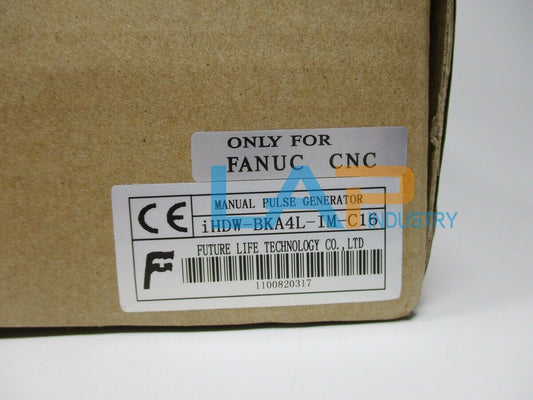 ONLY FOR
FANUC CNC
LAP
INDUSTRY
CE
MANUAL PULSE GENERATOR
iHDW-BKA4L-IM-C16
FUTURE LIFE TECHNOLOGY CO.,LTD
1100820317